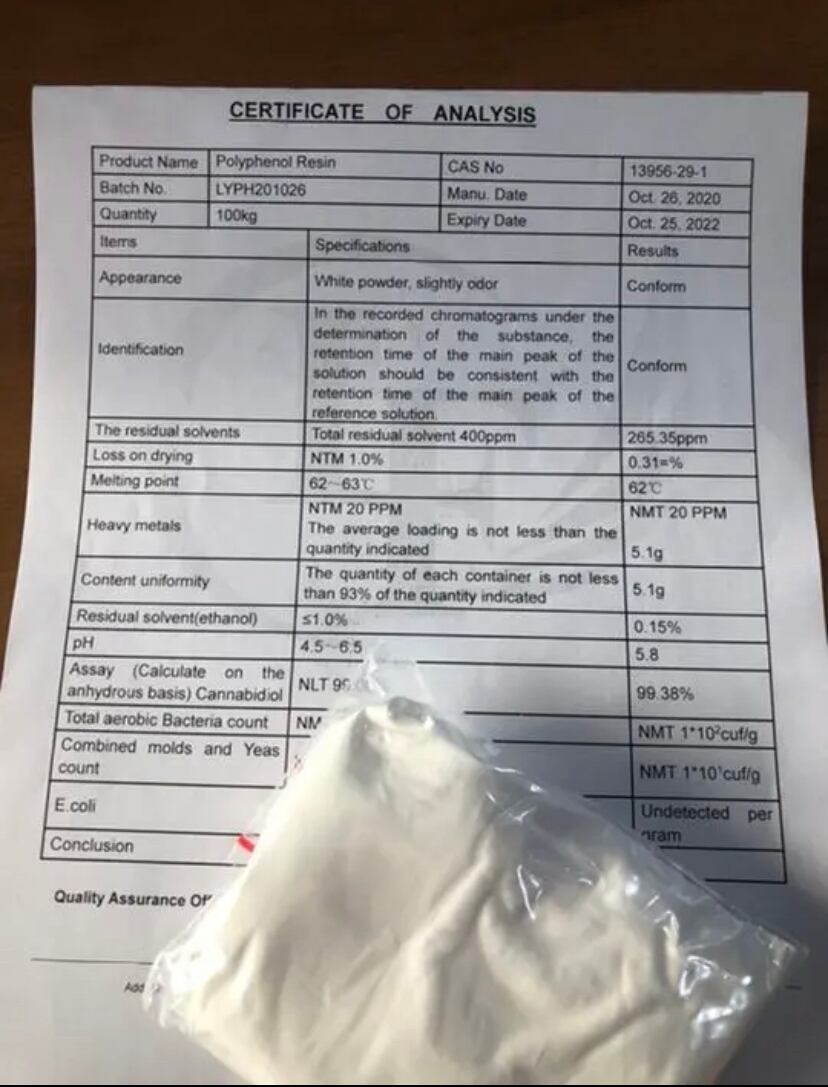 CERTIFICATE OF ANALYSIS
Product Name Polyphenol Resin CAS No 13956-29-1
Batch No. LYPH201026 Manu. Date Oct. 26, 2020
Quantity 100kg Expiry Date Oct. 25, 2022
Items Specifications Results
Appearance White powder, slightly odor Conform
Identification
In the recorded chromatograms under the
determination of the substance, the
retention time of the main peak of the
solution should be consistent with the
retention time of the main peak of the
reference solution.
Conform
The residual solvents Total residual solvent 400ppm 265.35ppm
Loss on drying NTM 1.0% 0.31=%
Melting point 62~63℃ 62℃
Heavy metals
NTM 20 PPM
The average loading is not less than the
quantity indicated
NMT 20 PPM
5.1g
Content uniformity
The quantity of each container is not less
than 93% of the quantity indicated
5.1g
Residual solvent(ethanol) ≤1.0% 0.15%
pH 4.5~6.5 5.8
Assay (Calculate on the
anhydrous basis) Cannabidiol
NLT
99.38%
Total aerobic Bacteria count NM NMT 1*10²cuf/g
Combined molds and Yeas
count
NMT 1*10¹cuf/g
E.coli
Undetected per
Conclusion
Quality Assurance
Add